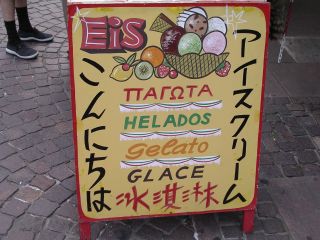 Eis
こんにちは
アイスクリーム
ΠΑΓΩΤΑ
HELADOS
Gelato
GLACE
冰淇林